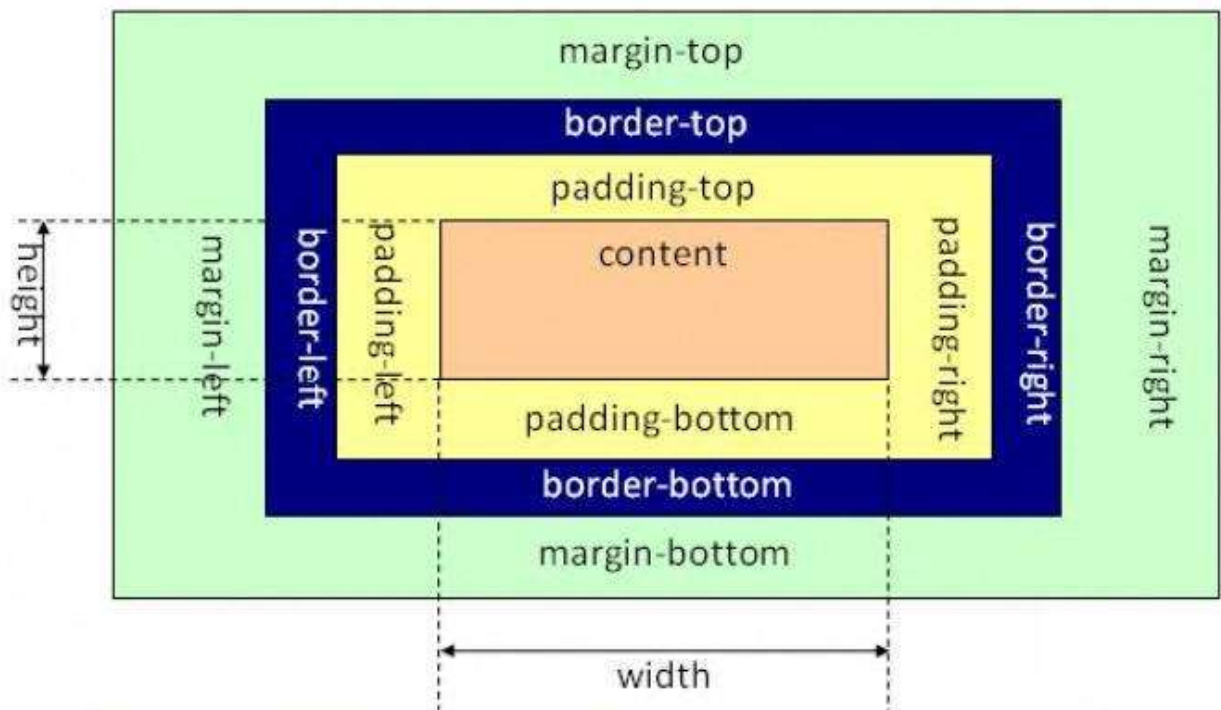 margin-top
border-top
padding-top
content
height
margin-left
border-left
padding-left
padding-right
border-right
margin-right
padding-bottom
border-bottom
margin-bottom
width